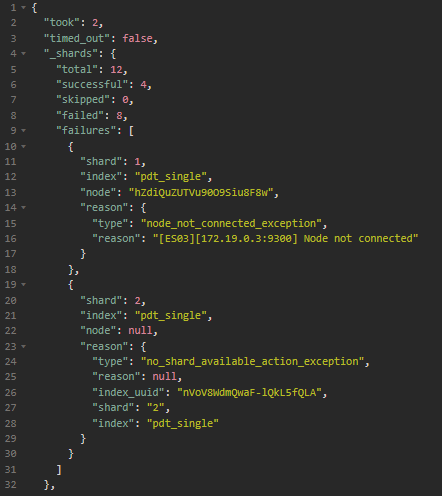 1 {
2 "took": 2,
3 "timed_out": false,
4 "_shards": {
5 "total": 12,
6 "successful": 4,
7 "skipped": 0,
8 "failed": 8,
9 "failures": [
10 {
11 "shard": 1,
12 "index": "pdt_single",
13 "node": "hZdiQuZUTVu90O9Siu8F8w",
14 "reason": {
15 "type": "node_not_connected_exception",
16 "reason": "[ES03][172.19.0.3:9300] Node not connected"
17 }
18 },
19 {
20 "shard": 2,
21 "index": "pdt_single",
22 "node": null,
23 "reason": {
24 "type": "no_shard_available_action_exception",
25 "reason": null,
26 "index_uuid": "nVoV8WdmQwaF-lQkL5fQLA",
27 "shard": "2",
28 "index": "pdt_single"
29 }
30 }
31 ]
32 },